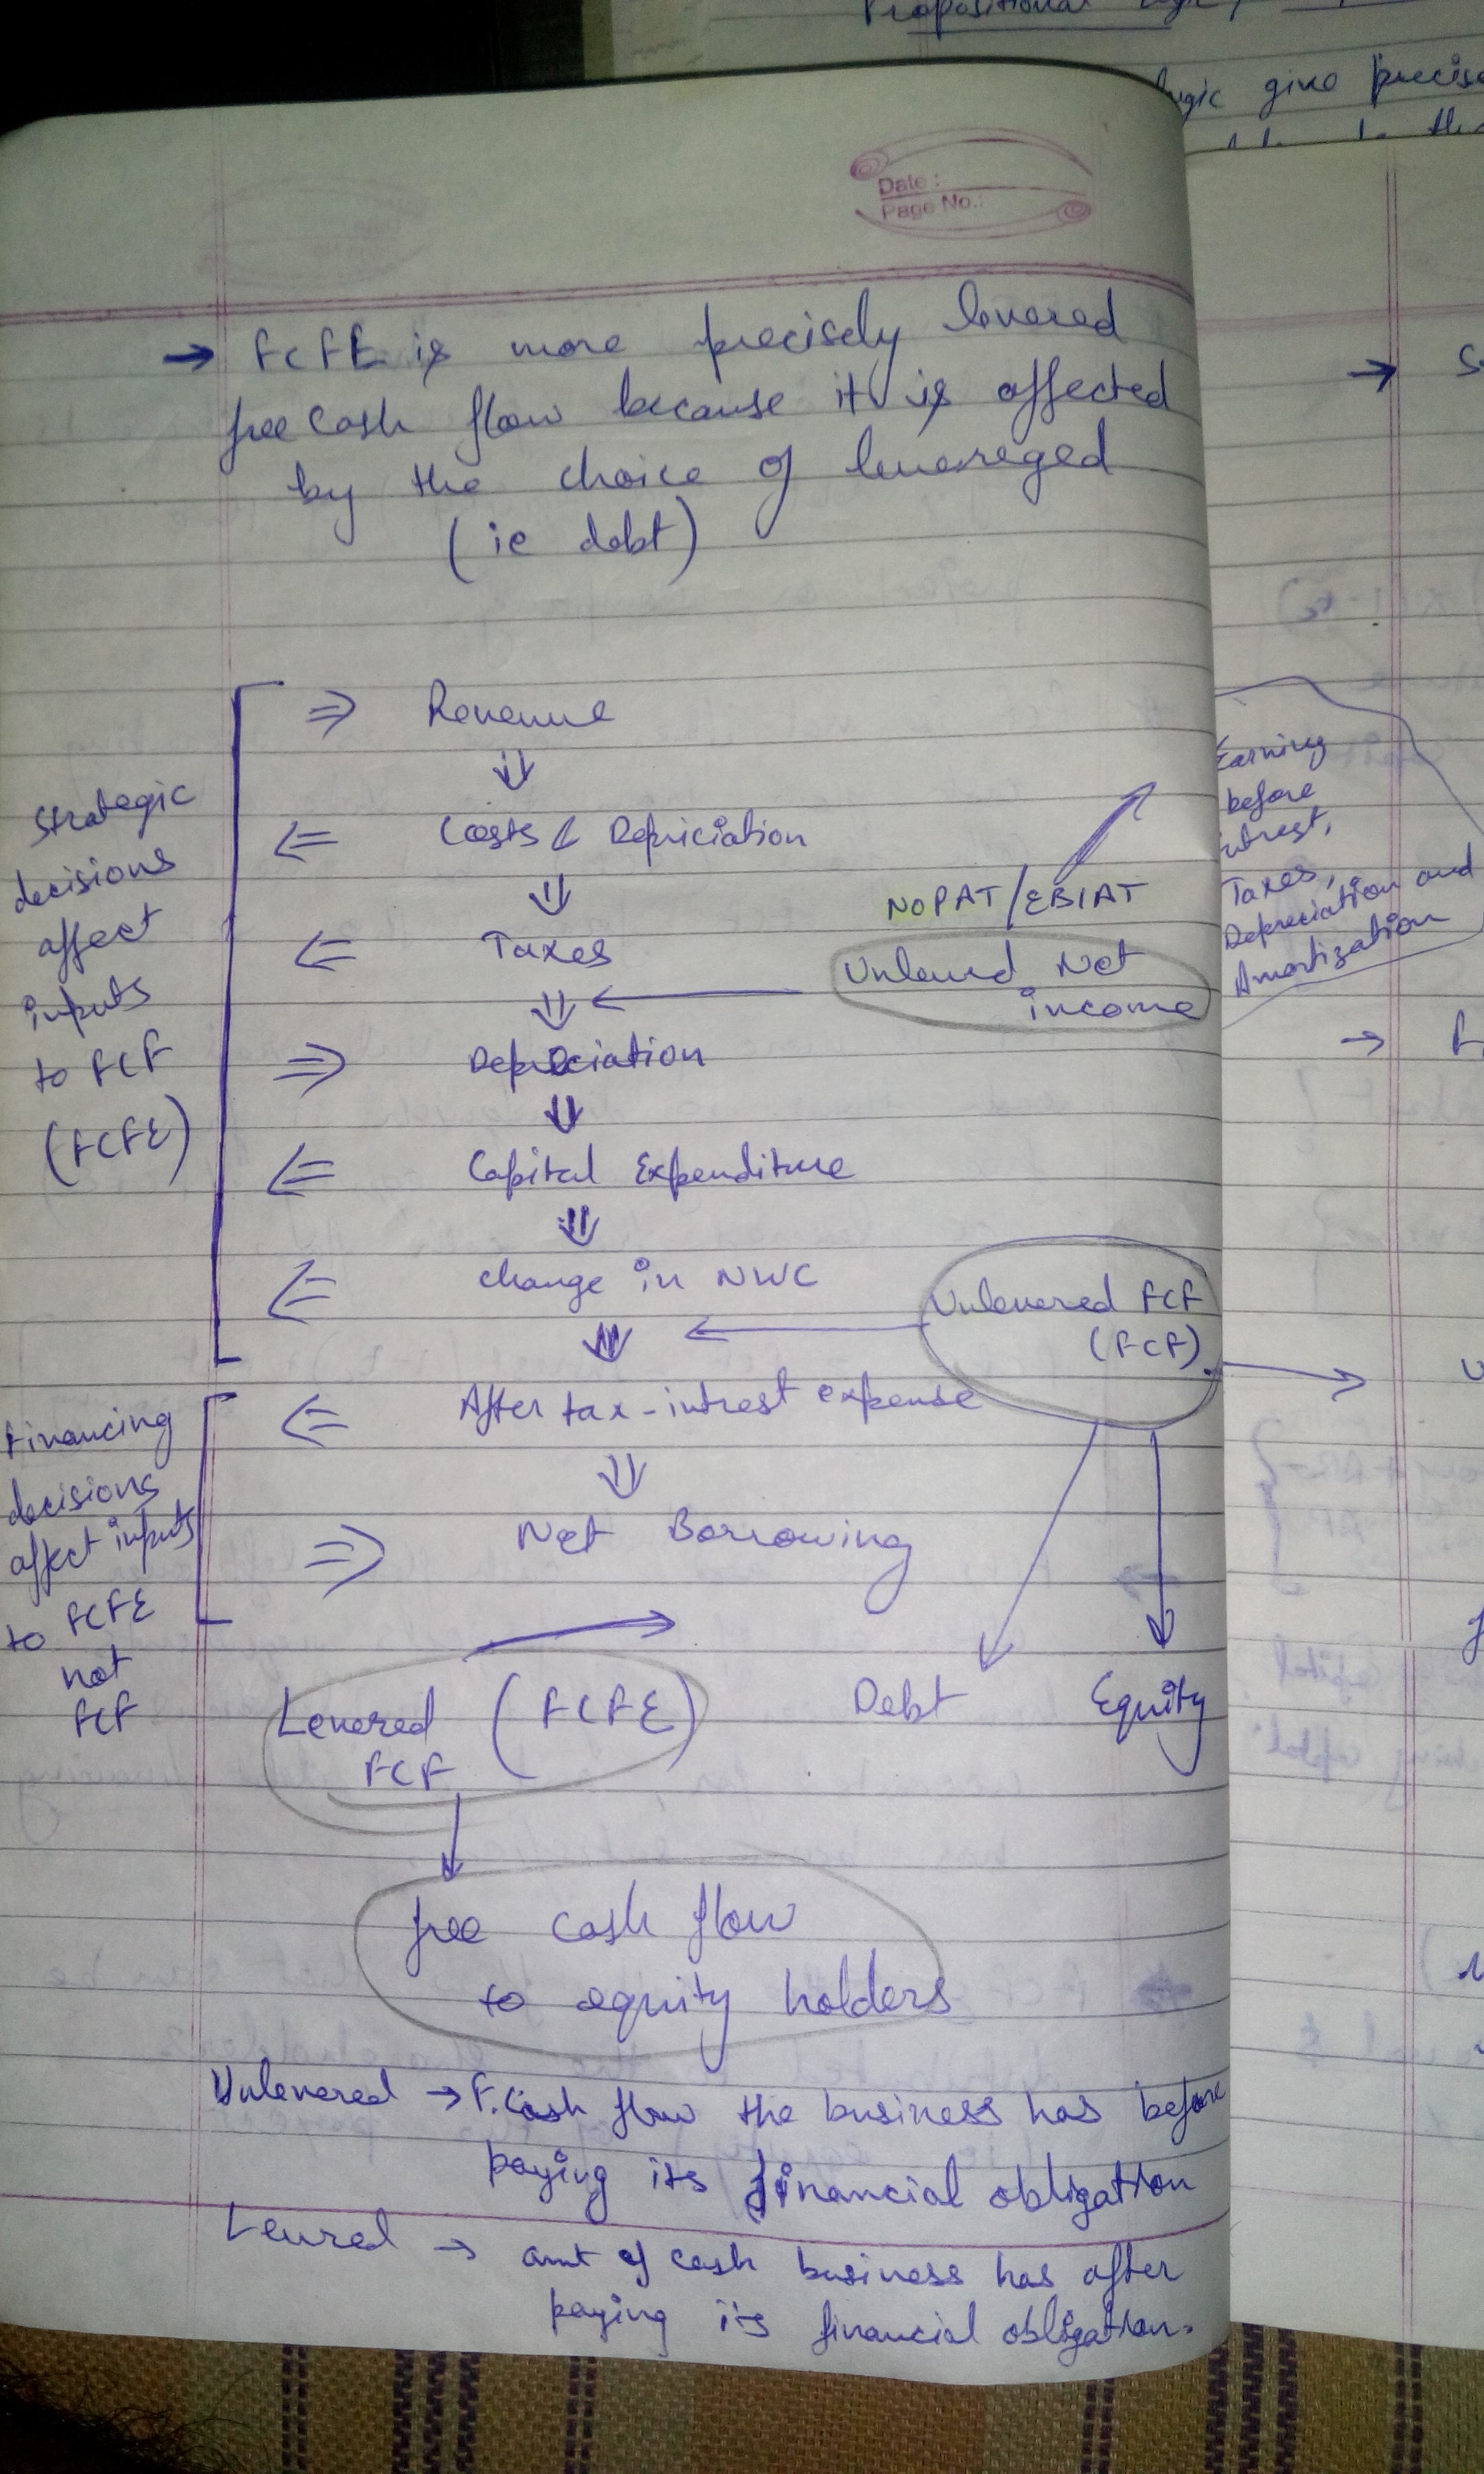 Propositional
logic give precise
Date :
Page No.:
→ FCFE is more precisely levered
free cash flow because it is affected
by the choice of leveraged
(ie debt)
Strategic
decisions
affect
inputs
to FCF
(FCFE)
⇒ Revenue
⇓
⇐ Costs & Depriciation
⇓
⇐ Taxes
NOPAT/EBIAT
Unleved Net
income
Earning
before
intrest,
Taxes,
Depreciation and
Amortization
⇓ ←
⇒ Depreciation
⇓
⇐ Capital Expenditure
⇓
⇐ change in NWC
Unlevered FCF
(FCF)
⇓ ←
Financing
decisions
affect inputs
to FCFE
not
FCF
⇐ After tax-intrest expense
⇓
⇒ Net Borrowing
Levered (FCFE)
FCF
Debt
Equity
free cash flow
to equity holders
Unlevered → F.Cash flow the business has before
paying its financial obligation
Levred → amt of cash business has after
paying its financial obligation.